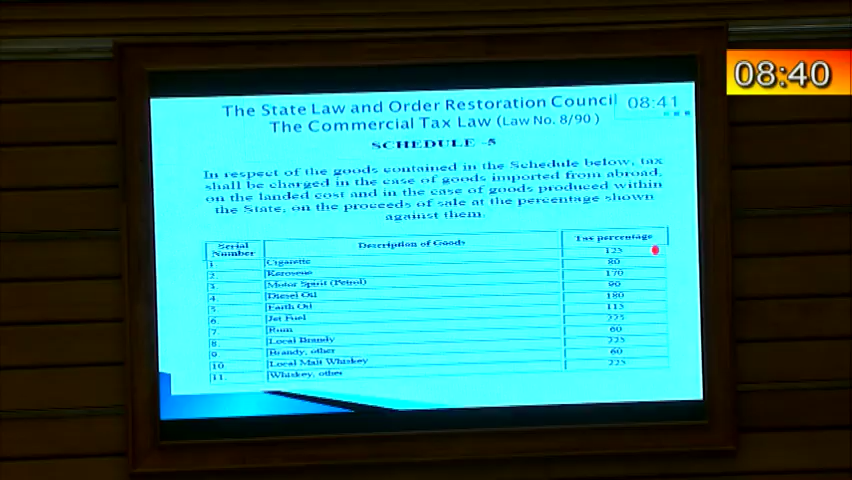 08:40
The State Law and Order Restoration Council
08:41
The Commercial Tax Law (Law No. 8/90 )
SCHEDULE -5
In respect of the goods contained in the Schedule below, tax
shall be charged in the case of goods imported from abroad,
on the landed cost and in the case of goods produced within
the State, on the proceeds of sale at the percentage shown
against them.
Serial Number Description of Goods Tax percentage
1. Cigarette 125
2. Kerosene 80
3. Motor Spirit (Petrol) 170
4. Diesel Oil 90
5. Earth Oil 180
6. Jet Fuel 115
7. Rum 225
8. Local Brandy 60
9. Brandy, other 225
10. Local Malt Whiskey 60
11. Whiskey, other 225